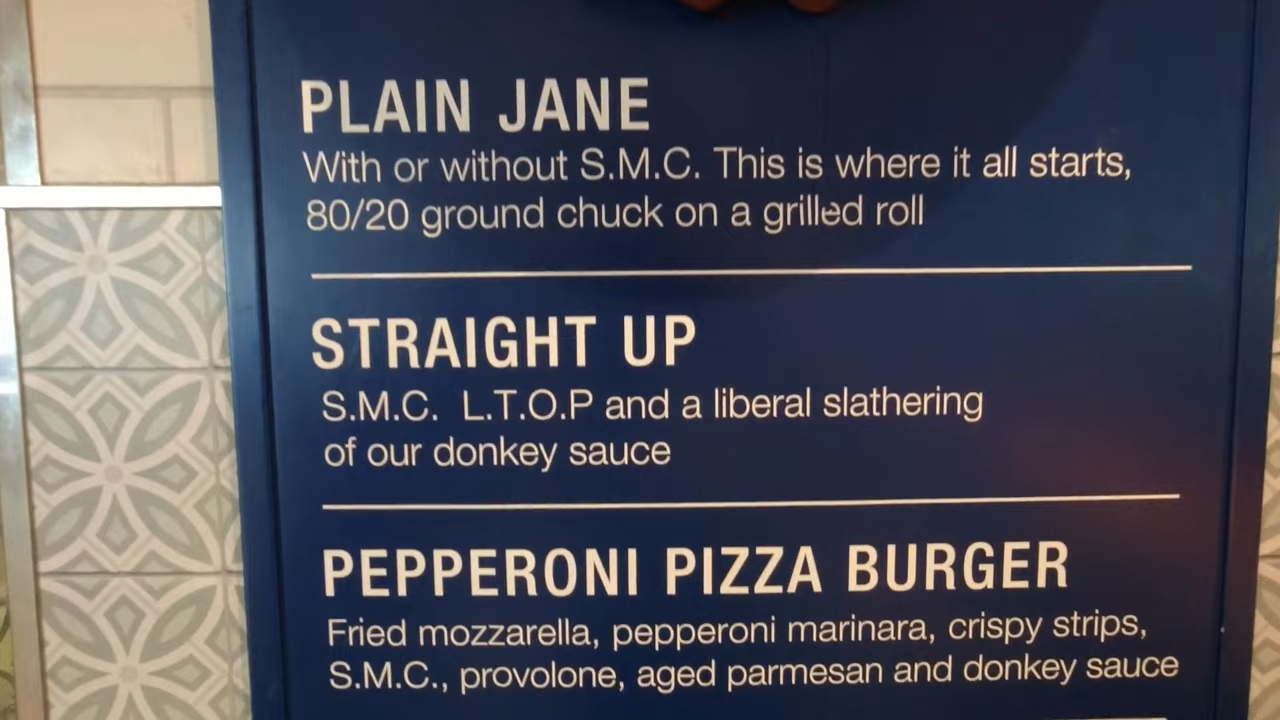 PLAIN JANE
With or without S.M.C. This is where it all starts,
80/20 ground chuck on a grilled roll
STRAIGHT UP
S.M.C. L.T.O.P and a liberal slathering
of our donkey sauce
PEPPERONI PIZZA BURGER
Fried mozzarella, pepperoni marinara, crispy strips,
S.M.C., provolone, aged parmesan and donkey sauce